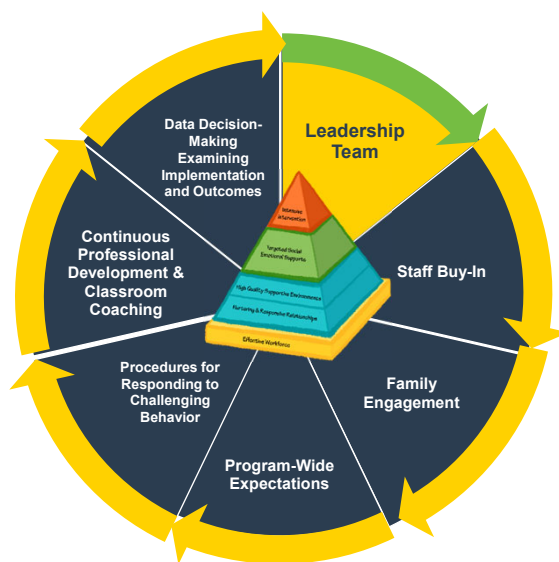 Leadership
Team
Staff Buy-In
Family
Engagement
Program-Wide
Expectations
Procedures for
Responding to
Challenging
Behavior
Continuous
Professional
Development &
Classroom
Coaching
Data Decision-
Making
Examining
Implementation
and Outcomes
Intensive
Intervention
Targeted Social
Emotional Supports
High Quality Supportive Environments
Nurturing & Responsive Relationships
Effective Workforce